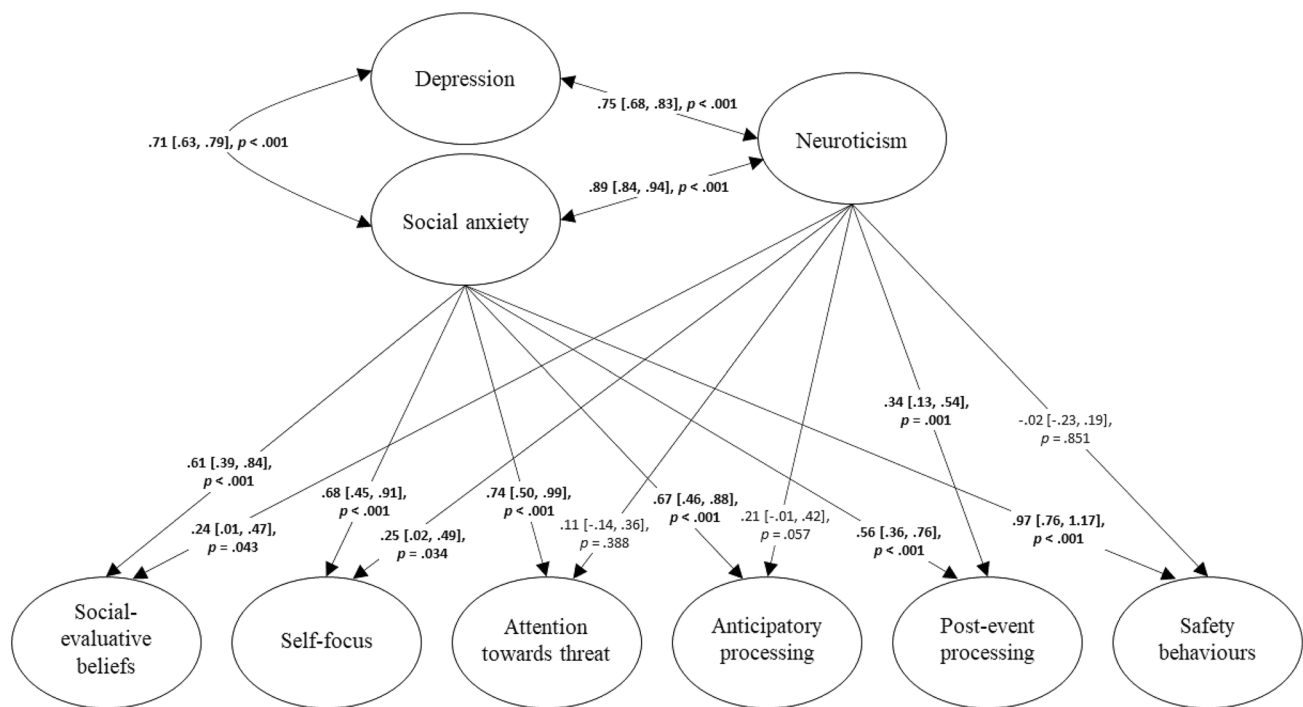 Depression
.75 [.68, .83], p < .001
Neuroticism
.71 [.63, .79], p < .001
.89 [.84, .94], p < .001
Social anxiety
.61 [.39, .84],
p < .001
.24 [.01, .47],
p = .043
.68 [.45, .91],
p < .001
.25 [.02, .49],
p = .034
.74 [.50, .99],
p < .001
.11 [-.14, .36],
p = .388
.67 [.46, .88],
p < .001
.21 [-.01, .42],
p = .057
.56 [.36, .76],
p < .001
.34 [.13, .54],
p = .001
.97 [.76, 1.17],
p < .001
-.02 [-.23, .19],
p = .851
Social-
evaluative
beliefs
Self-focus
Attention
towards threat
Anticipatory
processing
Post-event
processing
Safety
behaviours